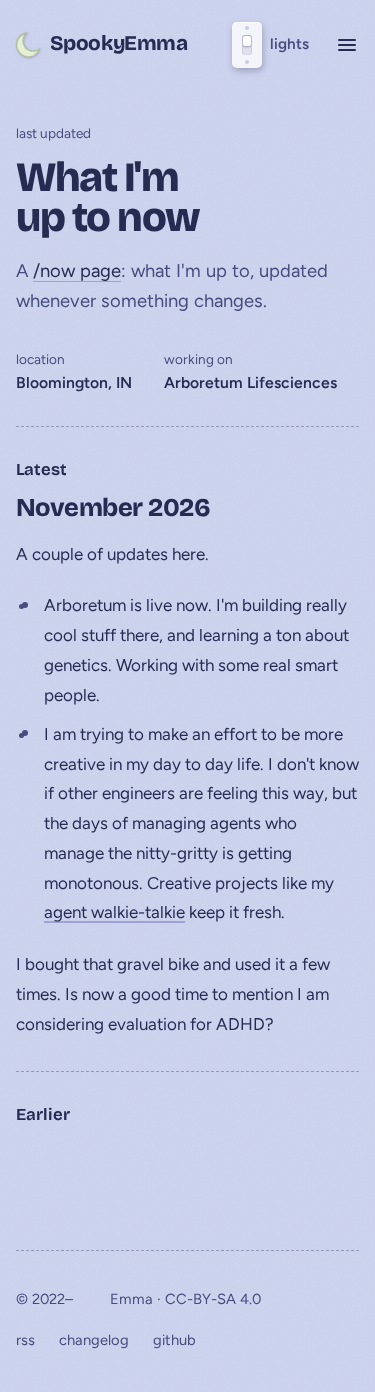 SpookyEmma
lights
last updated
What I'm
up to now
A /now page: what I'm up to, updated
whenever something changes.
location
Bloomington, IN
working on
Arboretum Lifesciences
Latest
November 2026
A couple of updates here.
Arboretum is live now. I'm building really
cool stuff there, and learning a ton about
genetics. Working with some real smart
people.
I am trying to make an effort to be more
creative in my day to day life. I don't know
if other engineers are feeling this way, but
the days of managing agents who
manage the nitty-gritty is getting
monotonous. Creative projects like my
agent walkie-talkie keep it fresh.
I bought that gravel bike and used it a few
times. Is now a good time to mention I am
considering evaluation for ADHD?
Earlier
© 2022– Emma · CC-BY-SA 4.0
rss changelog github